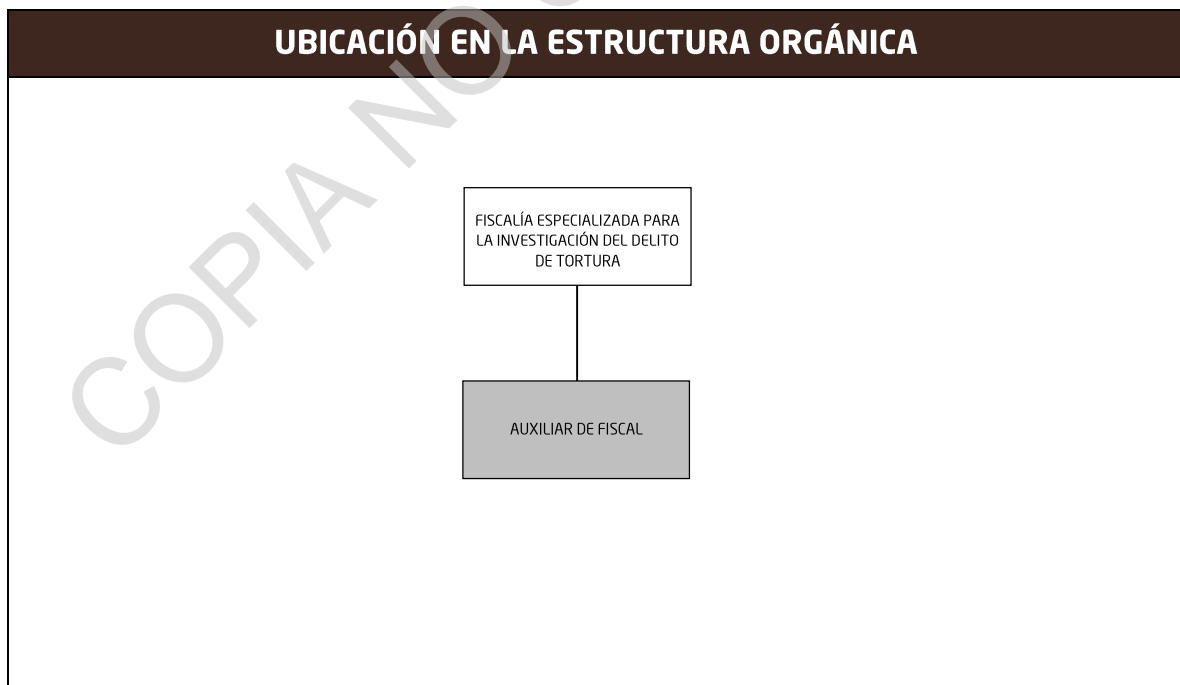 UBICACIÓN EN LA ESTRUCTURA ORGÁNICA
FISCALÍA ESPECIALIZADA PARA
LA INVESTIGACIÓN DEL DELITO
DE TORTURA
AUXILIAR DE FISCAL
COPIA NO